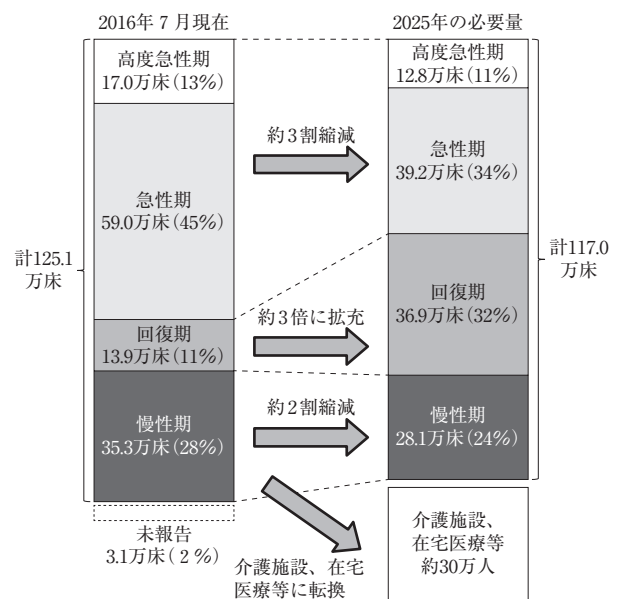 2016年7月現在
高度急性期
17.0万床(13%)
急性期
59.0万床(45%)
回復期
13.9万床(11%)
慢性期
35.3万床(28%)
計125.1
万床
未報告
3.1万床(2%)
約3割縮減
約3倍に拡充
約2割縮減
介護施設、在宅
医療等に転換
2025年の必要量
高度急性期
12.8万床(11%)
急性期
39.2万床(34%)
回復期
36.9万床(32%)
慢性期
28.1万床(24%)
計117.0
万床
介護施設、
在宅医療等
約30万人